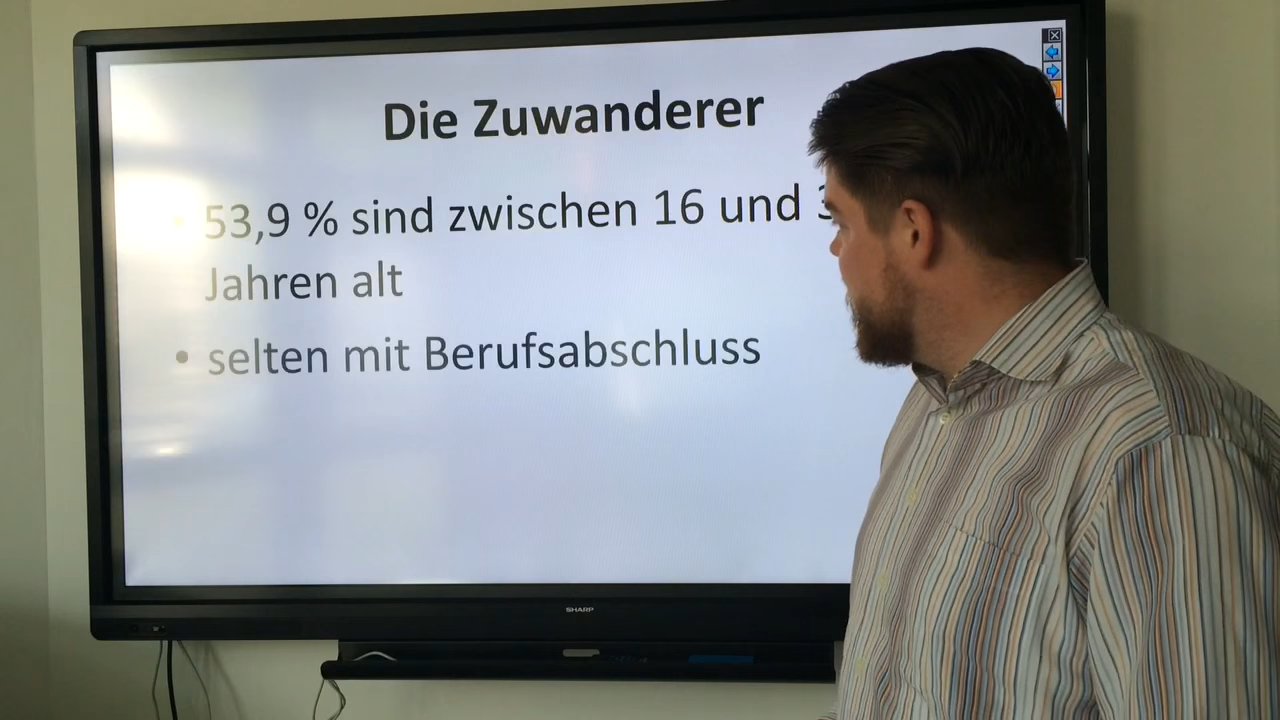 Die Zuwanderer
• 53,9 % sind zwischen 16 und
Jahren alt
• selten mit Berufsabschluss
SHARP